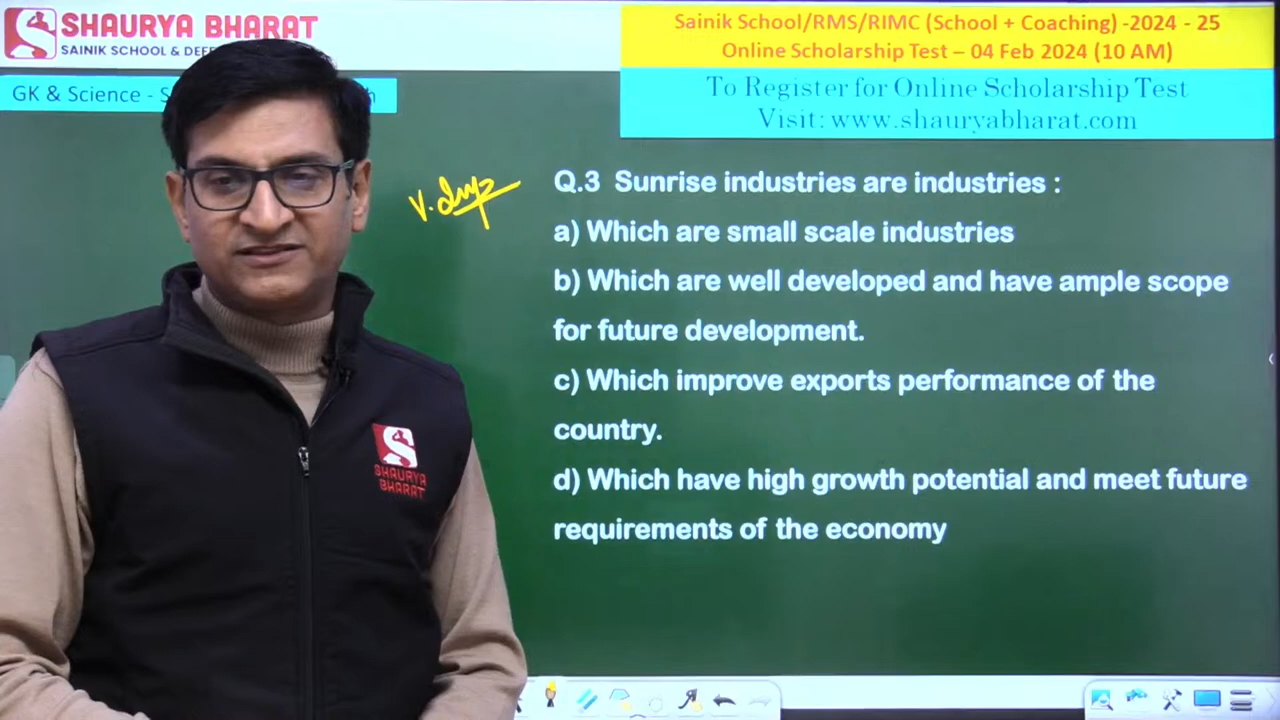 SHAURYA BHARAT
SAINIK SCHOOL & DEF
Sainik School/RMS/RIMC (School + Coaching) -2024 - 25
Online Scholarship Test – 04 Feb 2024 (10 AM)
GK & Science - S
h
To Register for Online Scholarship Test
Visit: www.shauryabharat.com
V. Imp
Q.3 Sunrise industries are industries :
a) Which are small scale industries
b) Which are well developed and have ample scope
for future development.
c) Which improve exports performance of the
country.
d) Which have high growth potential and meet future
requirements of the economy
SHAURYA
BHARAT